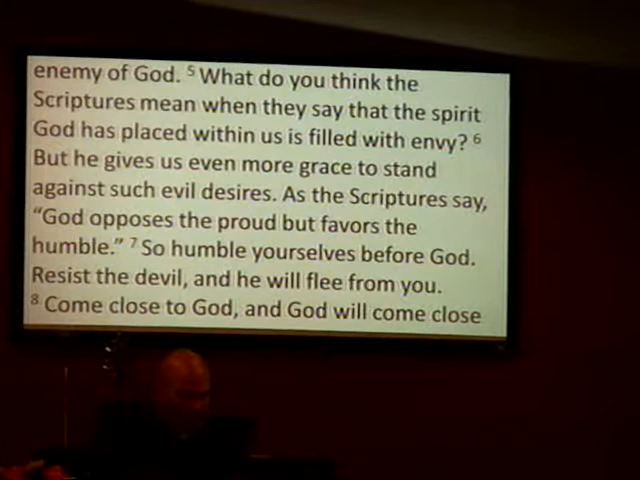 enemy of God. ⁵ What do you think the
Scriptures mean when they say that the spirit
God has placed within us is filled with envy? ⁶
But he gives us even more grace to stand
against such evil desires. As the Scriptures say,
“God opposes the proud but favors the
humble.” ⁷ So humble yourselves before God.
Resist the devil, and he will flee from you.
⁸ Come close to God, and God will come close